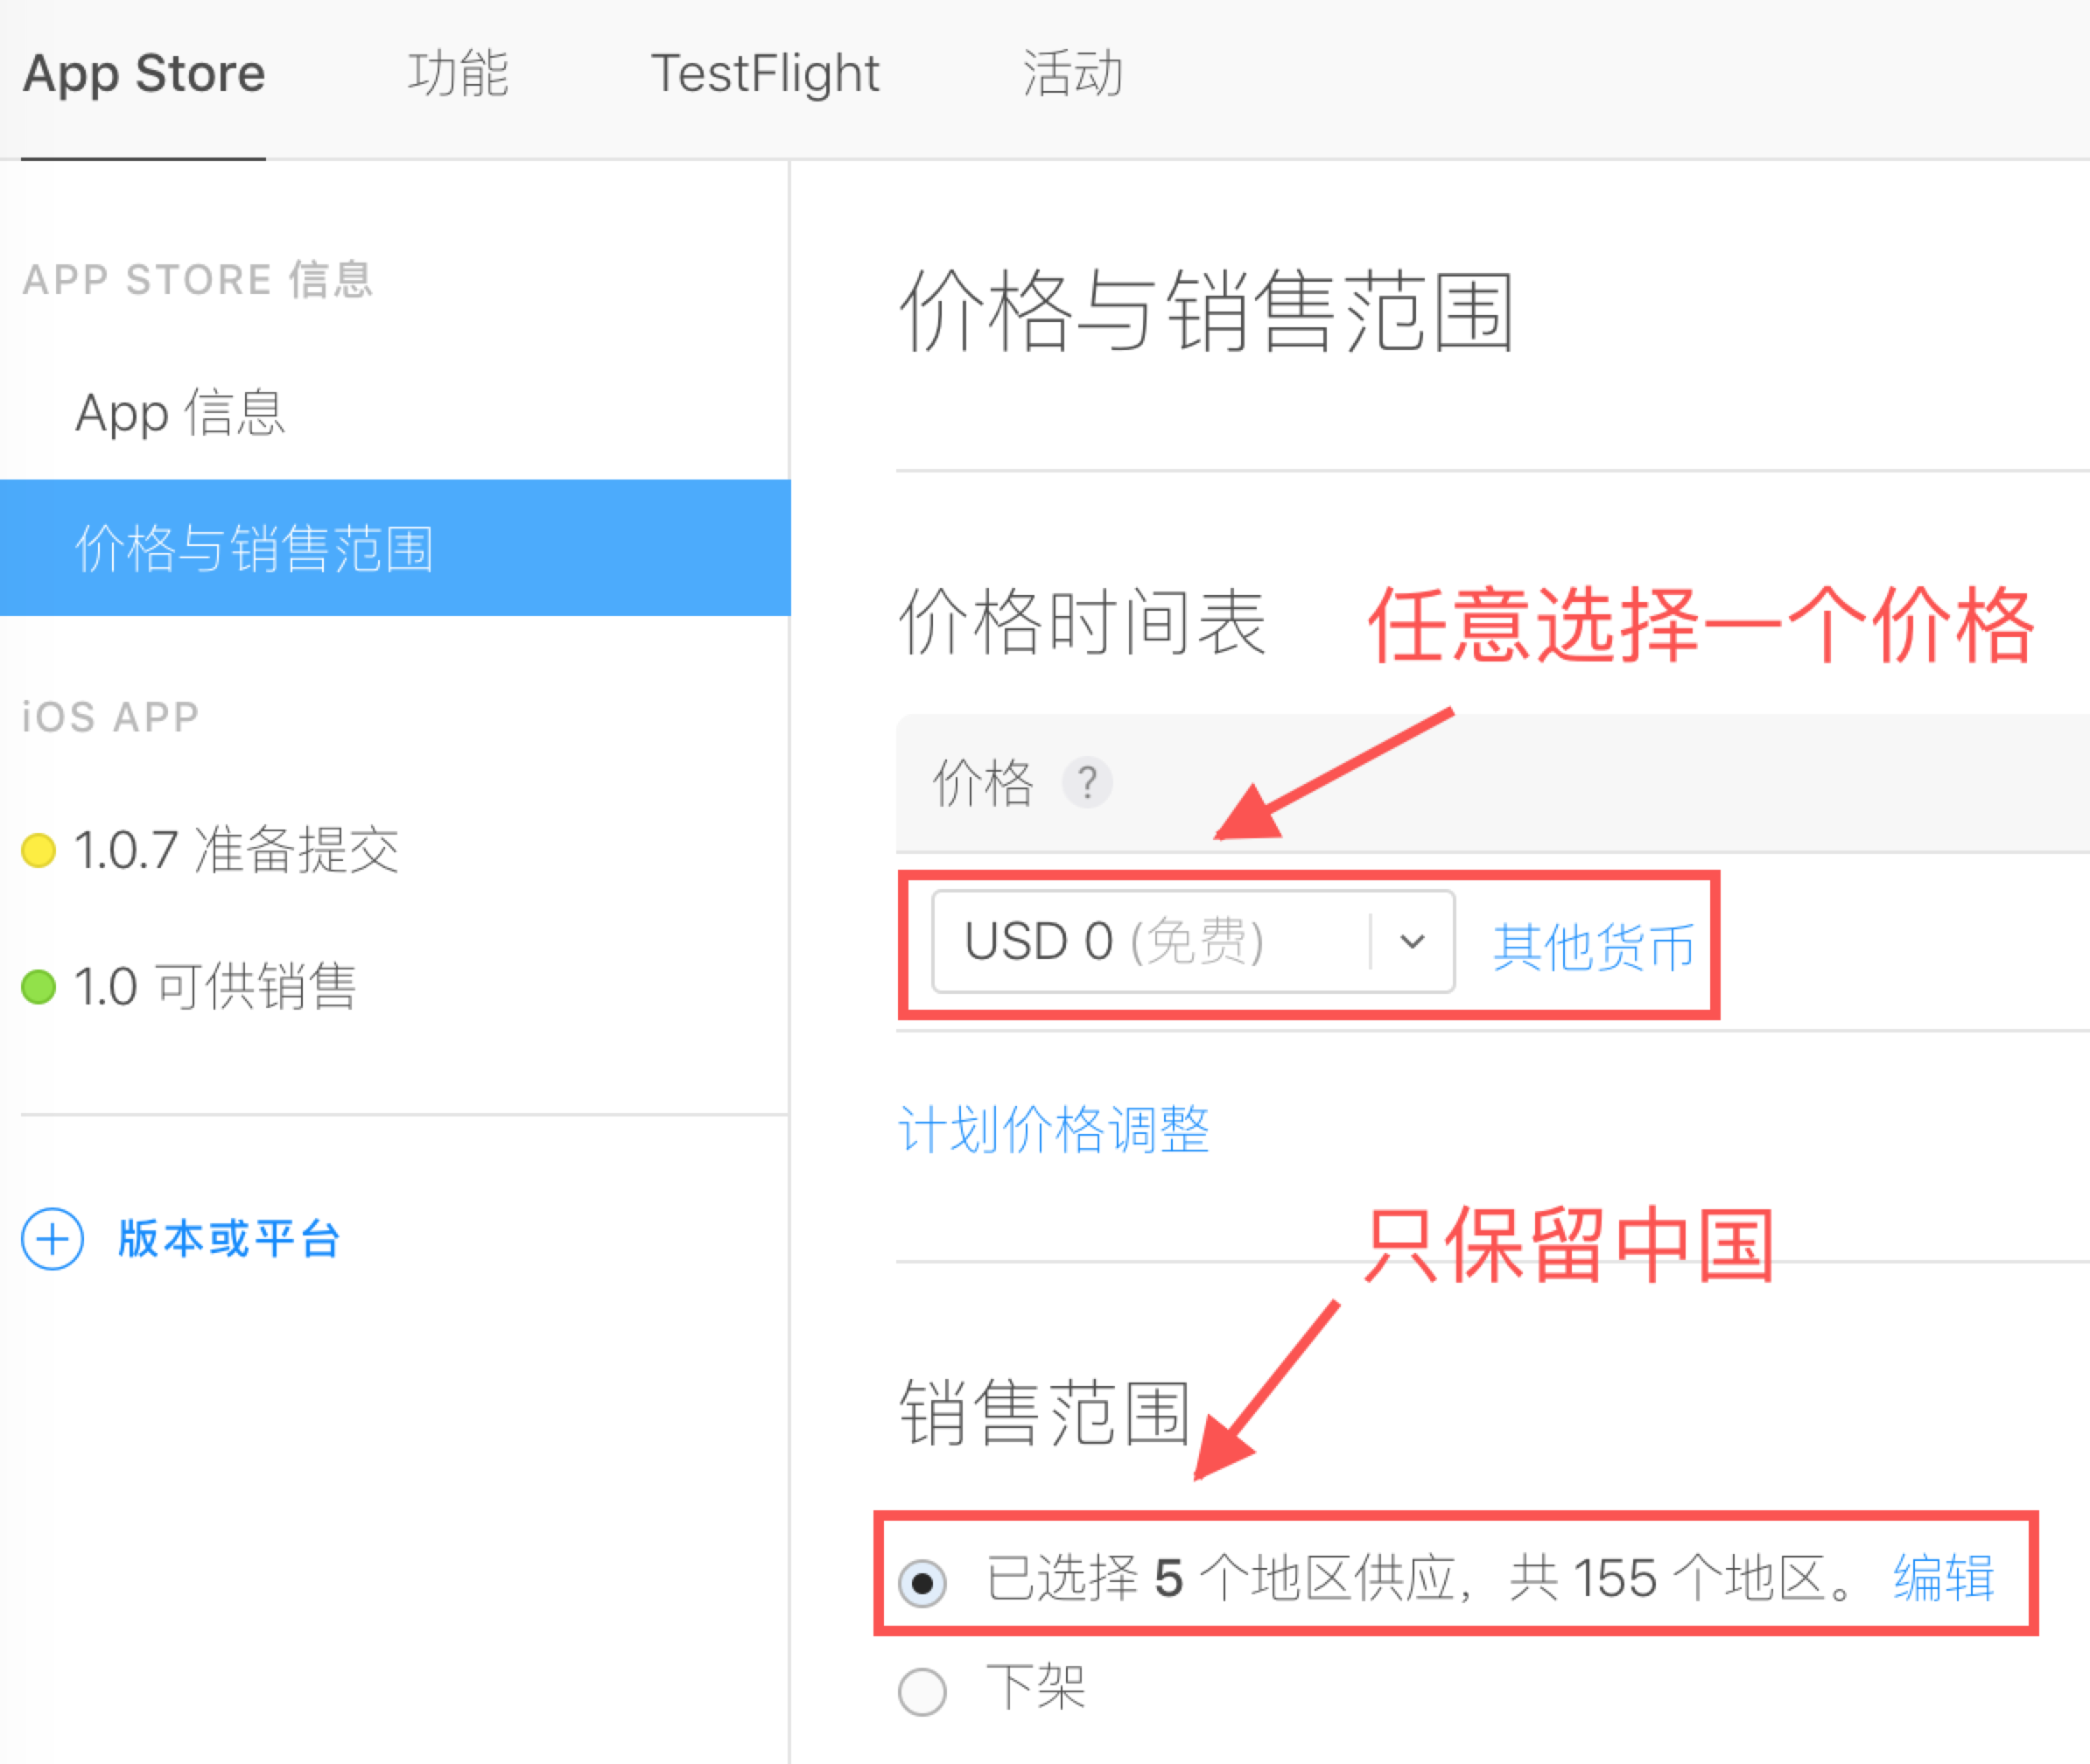 App Store 功能 TestFlight 活动
APP STORE 信息
App 信息
价格与销售范围
iOS APP
1.0.7 准备提交
1.0 可供销售
版本或平台
价格与销售范围
价格时间表
任意选择一个价格
价格 ?
USD 0 (免费) 其他货币
计划价格调整
只保留中国
销售范围
已选择 5 个地区供应，共 155 个地区。 编辑
下架